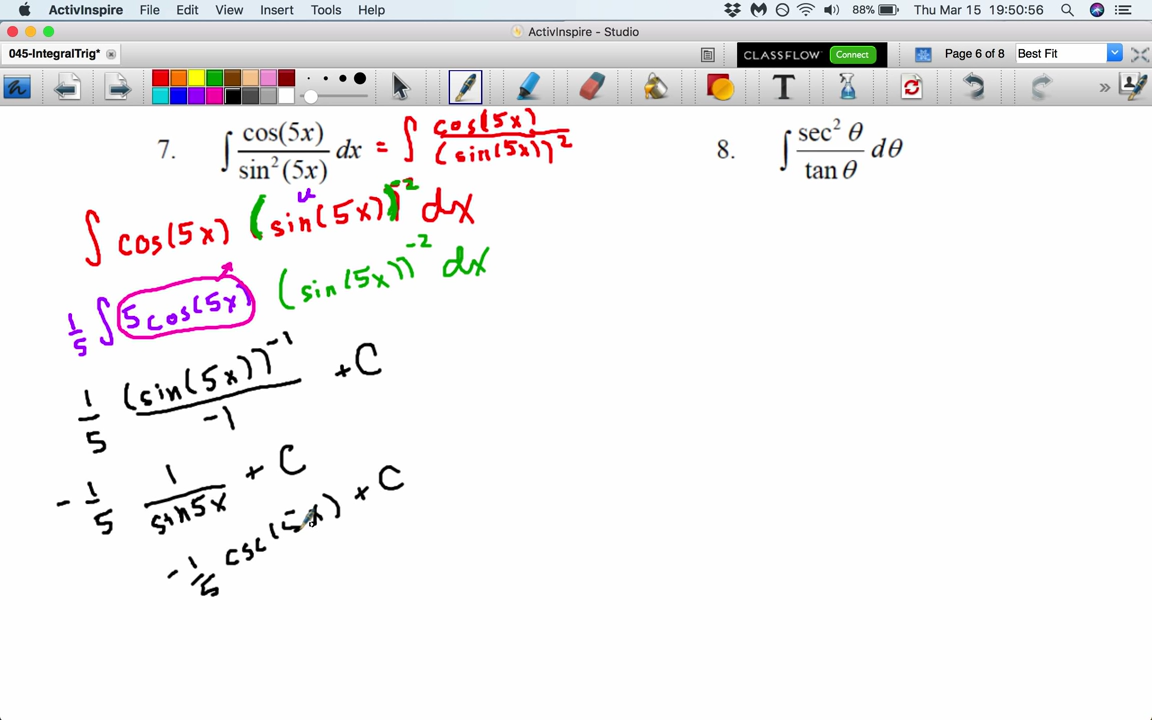 ActivInspire File Edit View Insert Tools Help 88% Thu Mar 15 19:50:56
ActivInspire - Studio
045-IntegralTrig* CLASSFLOW Connect Page 6 of 8 Best Fit
7. ∫ cos(5x) / sin² (5x) dx = ∫ cos(5x) / (sin(5x))²
8. ∫ sec² θ / tan θ dθ
∫ cos(5x) (sin(5x))⁻² dx
u
1/5 ∫ 5cos(5x) (sin(5x))⁻² dx
1/5 (sin(5x))⁻¹ / -1 + C
- 1/5 1 / sin5x + C
- 1/5 csc(5x) + C